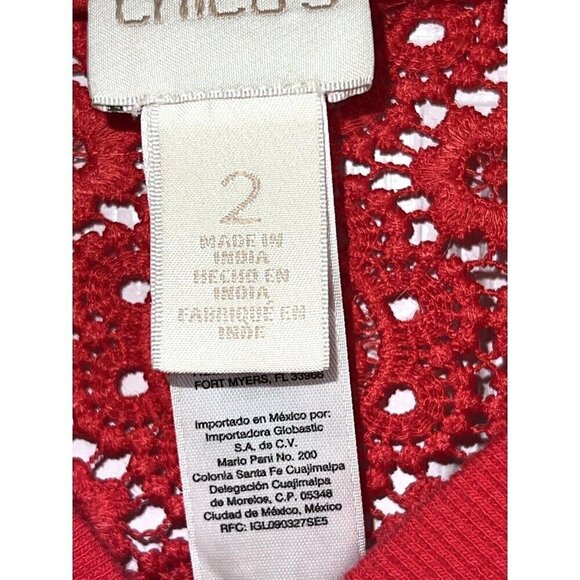 chico's
2
MADE IN
INDIA
HECHO EN
INDIA
FABRIQUÉ EN
INDE
FORT MYERS, FL 33966
Importado en México por:
Importadora Globastic
S.A. de C.V.
Mario Pani No. 200
Colonia Santa Fe Cuajimalpa
Delegación Cuajimalpa
de Morelos, C.P. 05348
Ciudad de México, México
RFC: IGL090327SE5